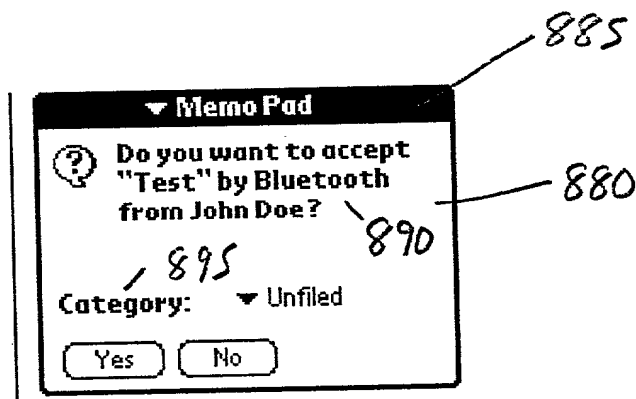 885
Memo Pad
Do you want to accept
"Test" by Bluetooth
from John Doe?
880
890
895
Category: Unfiled
Yes No